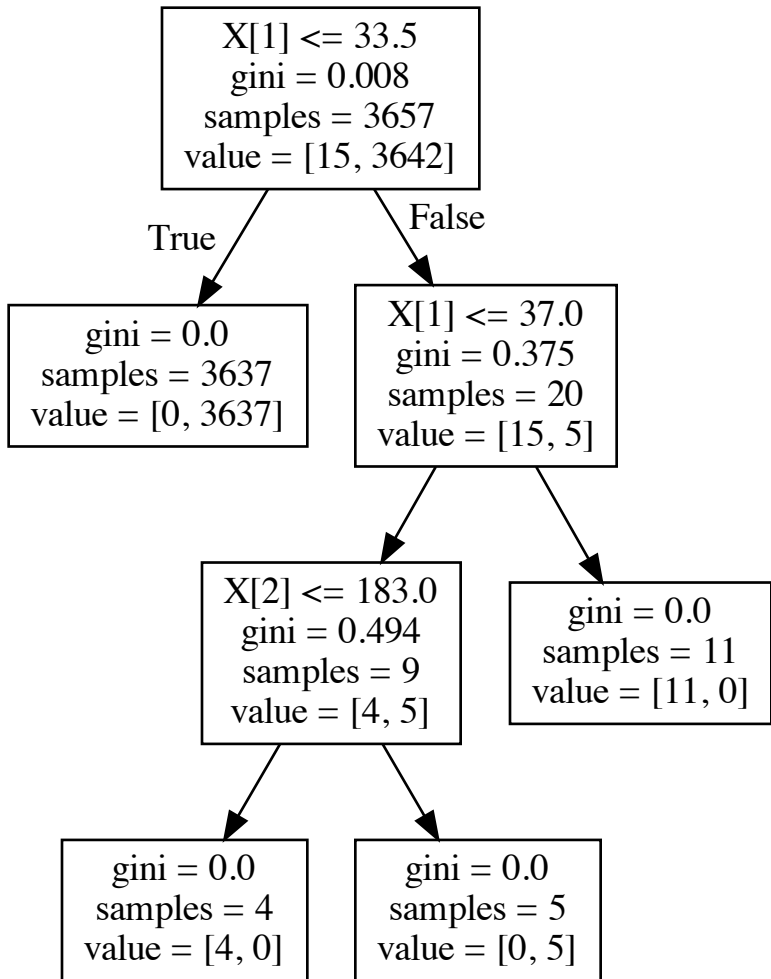 X[1] <= 33.5
gini = 0.008
samples = 3657
value = [15, 3642]
True
False
gini = 0.0
samples = 3637
value = [0, 3637]
X[1] <= 37.0
gini = 0.375
samples = 20
value = [15, 5]
X[2] <= 183.0
gini = 0.494
samples = 9
value = [4, 5]
gini = 0.0
samples = 11
value = [11, 0]
gini = 0.0
samples = 4
value = [4, 0]
gini = 0.0
samples = 5
value = [0, 5]